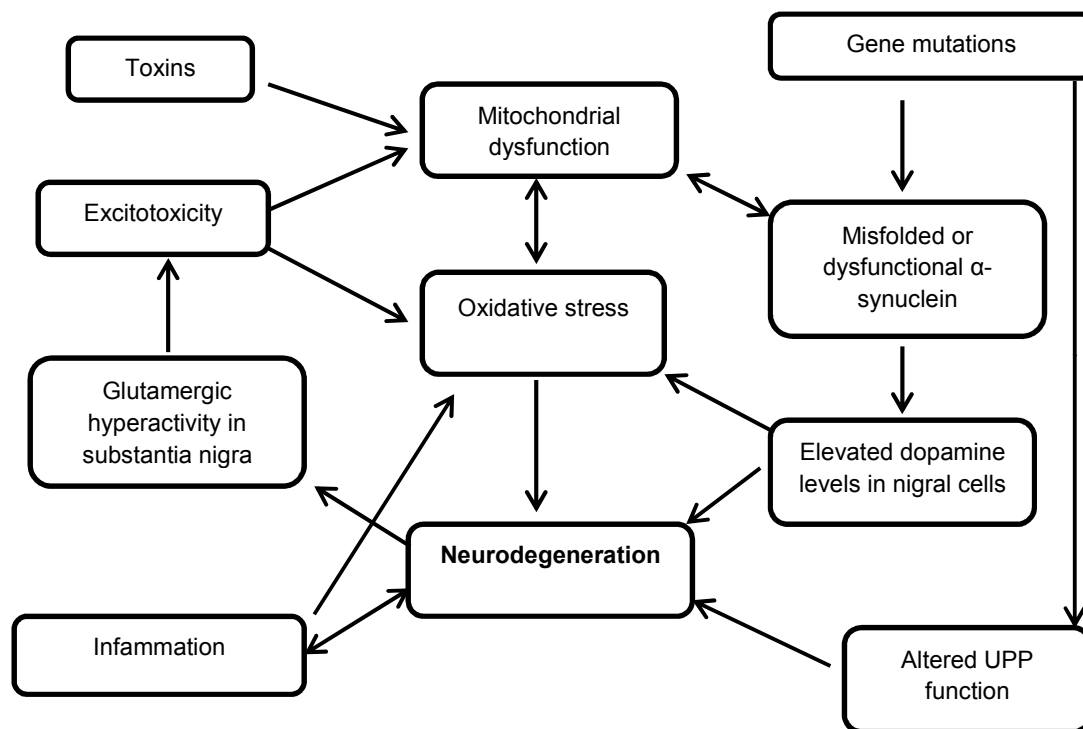 Toxins
Gene mutations
Mitochondrial
dysfunction
Excitotoxicity
Misfolded or
dysfunctional α-
synuclein
Oxidative stress
Glutamergic
hyperactivity in
substantia nigra
Elevated dopamine
levels in nigral cells
Neurodegeneration
Infammation
Altered UPP
function